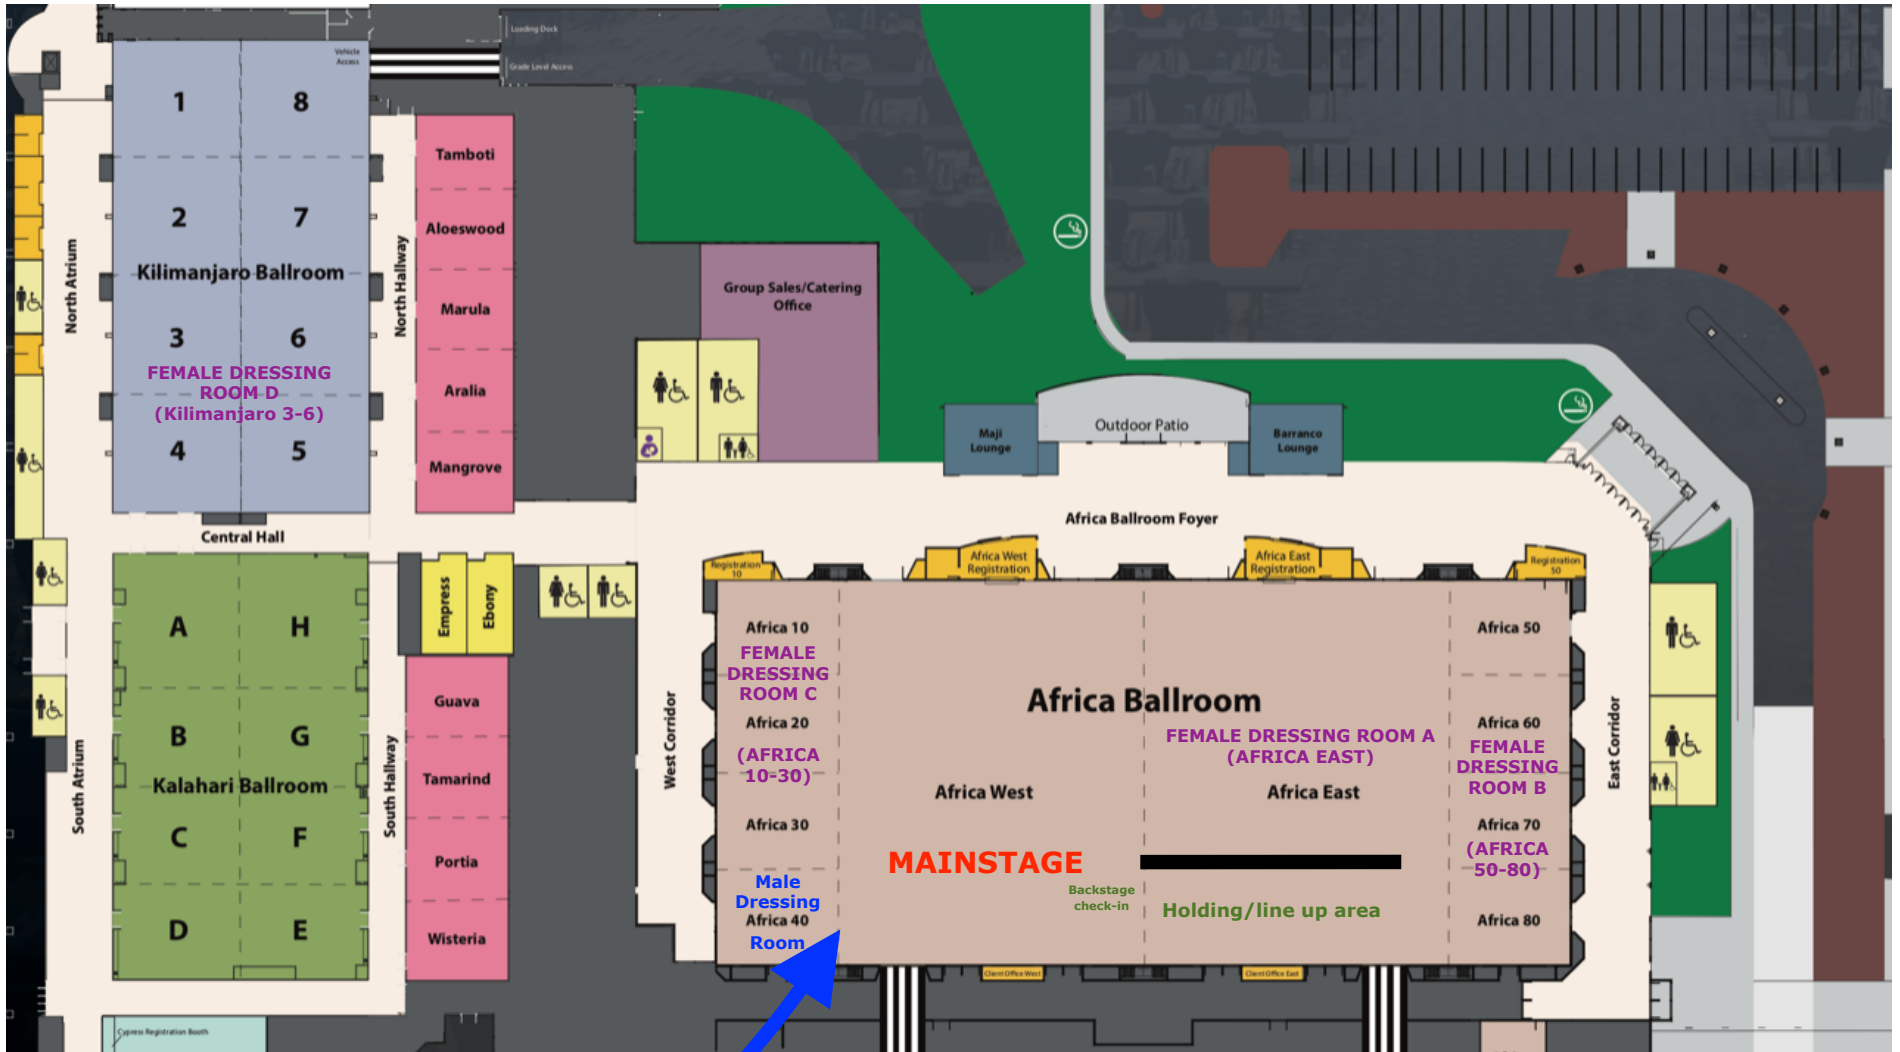 Loading Dock
Vehicle
Access
Grade Level Access
1
8
Tamboti
2
7
Aloeswood
North Atrium
Kilimanjaro Ballroom
North Hallway
Group Sales/Catering
Office
Marula
3
6
FEMALE DRESSING
ROOM D
(Kilimanjaro 3-6)
Aralia
4
5
Mangrove
Outdoor Patio
Maji
Lounge
Barranco
Lounge
Africa Ballroom Foyer
Central Hall
Registration
10
Africa West
Registration
Africa East
Registration
Registration
50
Empress
Ebony
A
H
B
G
Kalahari Ballroom
C
F
D
E
South Atrium
South Hallway
Guava
Tamarind
Portia
Wisteria
Cypress Registration Booth
West Corridor
Africa 10
FEMALE
DRESSING
ROOM C
Africa 20
(AFRICA
10-30)
Africa 30
Male
Dressing
Africa 40
Room
Africa Ballroom
Africa West
MAINSTAGE
Backstage
check-in
FEMALE DRESSING ROOM A
(AFRICA EAST)
Africa East
Holding/line up area
Africa 50
Africa 60
FEMALE
DRESSING
ROOM B
Africa 70
(AFRICA
50-80)
Africa 80
East Corridor
Client Office West
Client Office East